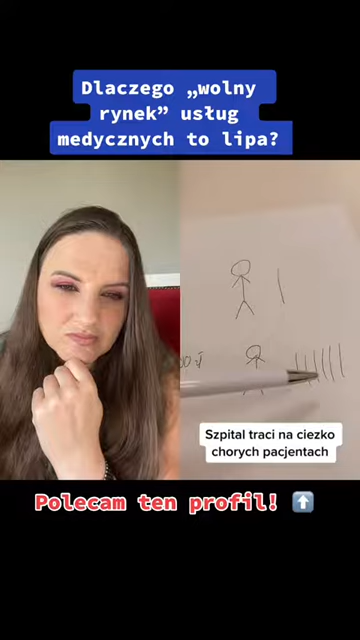 Dlaczego „wolny
rynek” usług
medycznych to lipa?
Szpital traci na ciezko
chorych pacjentach
Polecam ten profil! ⬆️